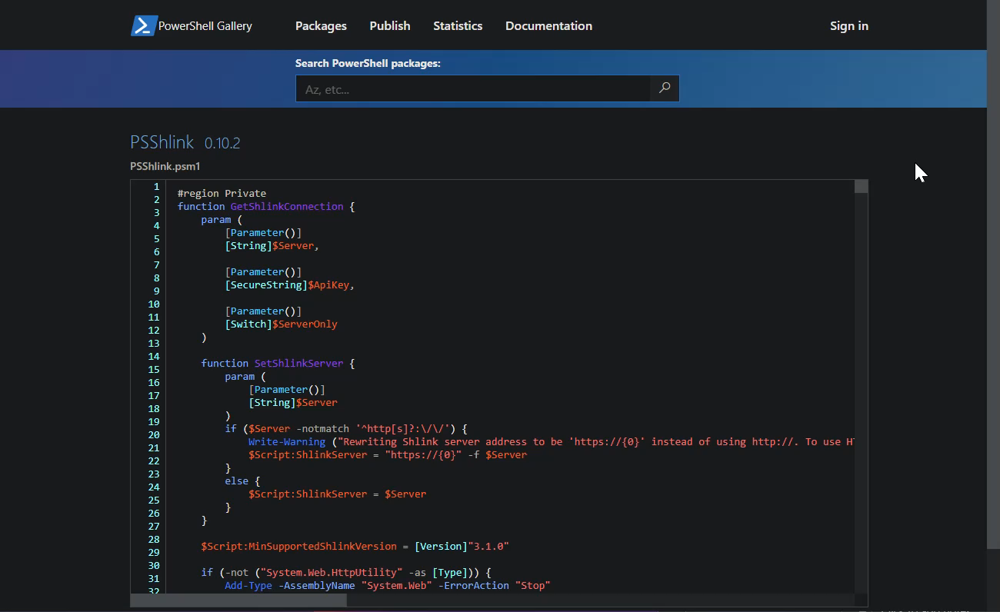 PowerShell Gallery Packages Publish Statistics Documentation Sign in
Search PowerShell packages:
Az, etc...
PSShlink 0.10.2
PSShlink.psm1
1 #region Private
2 function GetShlinkConnection {
3     param (
4         [Parameter()]
5         [String]$Server,
6
7         [Parameter()]
8         [SecureString]$ApiKey,
9
10         [Parameter()]
11         [Switch]$ServerOnly
12     )
13
14     function SetShlinkServer {
15         param (
16             [Parameter()]
17             [String]$Server
18         )
19         if ($Server -notmatch '^http[s]?:\/\/') {
20             Write-Warning ("Rewriting Shlink server address to be 'https://{0}' instead of using http://. To use
21             $Script:ShlinkServer = "https://{0}" -f $Server
22         }
23         else {
24             $Script:ShlinkServer = $Server
25         }
26     }
27
28     $Script:MinSupportedShlinkVersion = [Version]"3.1.0"
29
30     if (-not ("System.Web.HttpUtility" -as [Type])) {
31         Add-Type -AssemblyName "System.Web" -ErrorAction "Stop"
32